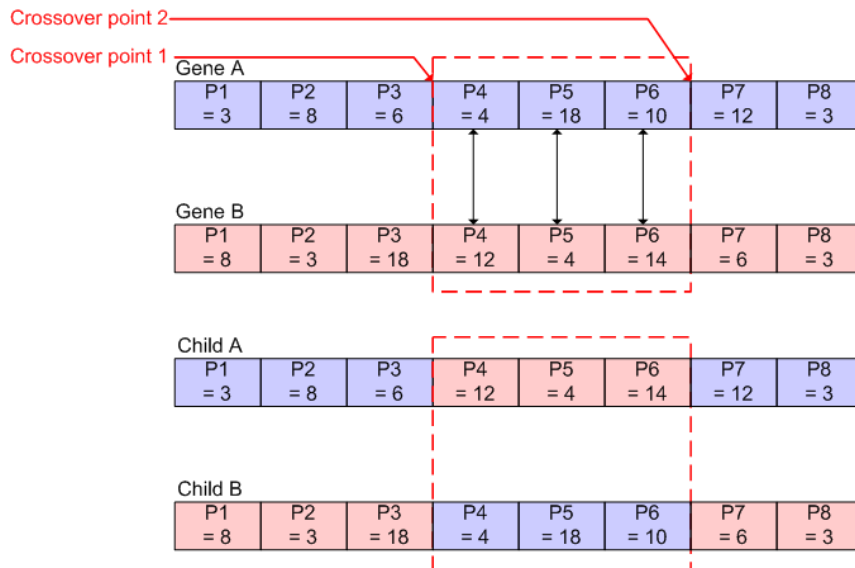 Crossover point 2
Crossover point 1
Gene A
P1 P2 P3 P4 P5 P6 P7 P8
= 3 = 8 = 6 = 4 = 18 = 10 = 12 = 3
Gene B
P1 P2 P3 P4 P5 P6 P7 P8
= 8 = 3 = 18 = 12 = 4 = 14 = 6 = 3
Child A
P1 P2 P3 P4 P5 P6 P7 P8
= 3 = 8 = 6 = 12 = 4 = 14 = 12 = 3
Child B
P1 P2 P3 P4 P5 P6 P7 P8
= 8 = 3 = 18 = 4 = 18 = 10 = 6 = 3